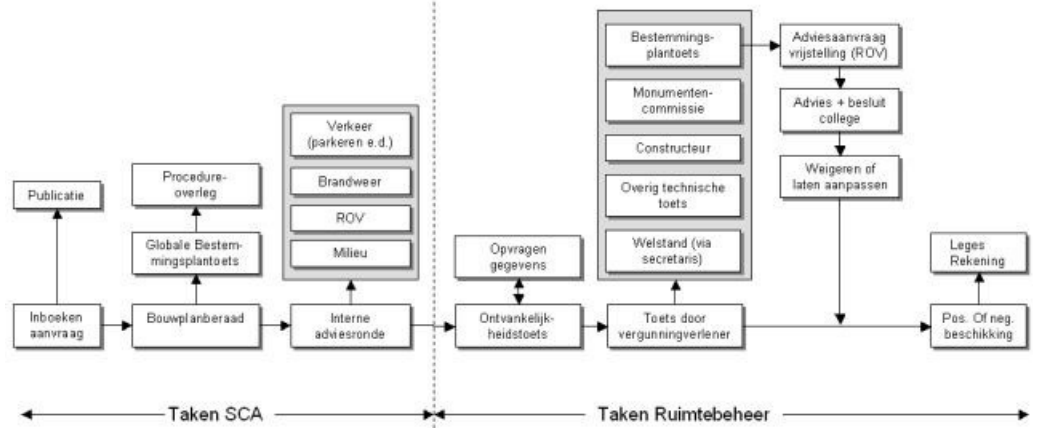 Publicatie
Inboeken
aanvraag
Procedure-
overleg
Globale Bestem-
mingsplantoets
Bouwplanberaad
Verkeer
(parkeren e.d.)
Brandweer
ROV
Milieu
Interne
adviesronde
Opvragen
gegevens
Ontvankelijk-
heidstoets
Bestemmings-
plantoets
Monumenten-
commissie
Constructeur
Overig technische
toets
Welstand (via
secretaris)
Toets door
vergunningverlener
Adviesaanvraag
vrijstelling (ROV)
Advies + besluit
college
Weigeren of
laten aanpassen
Leges
Rekening
Pos. Of neg.
beschikking
Taken SCA
Taken Ruimtebeheer